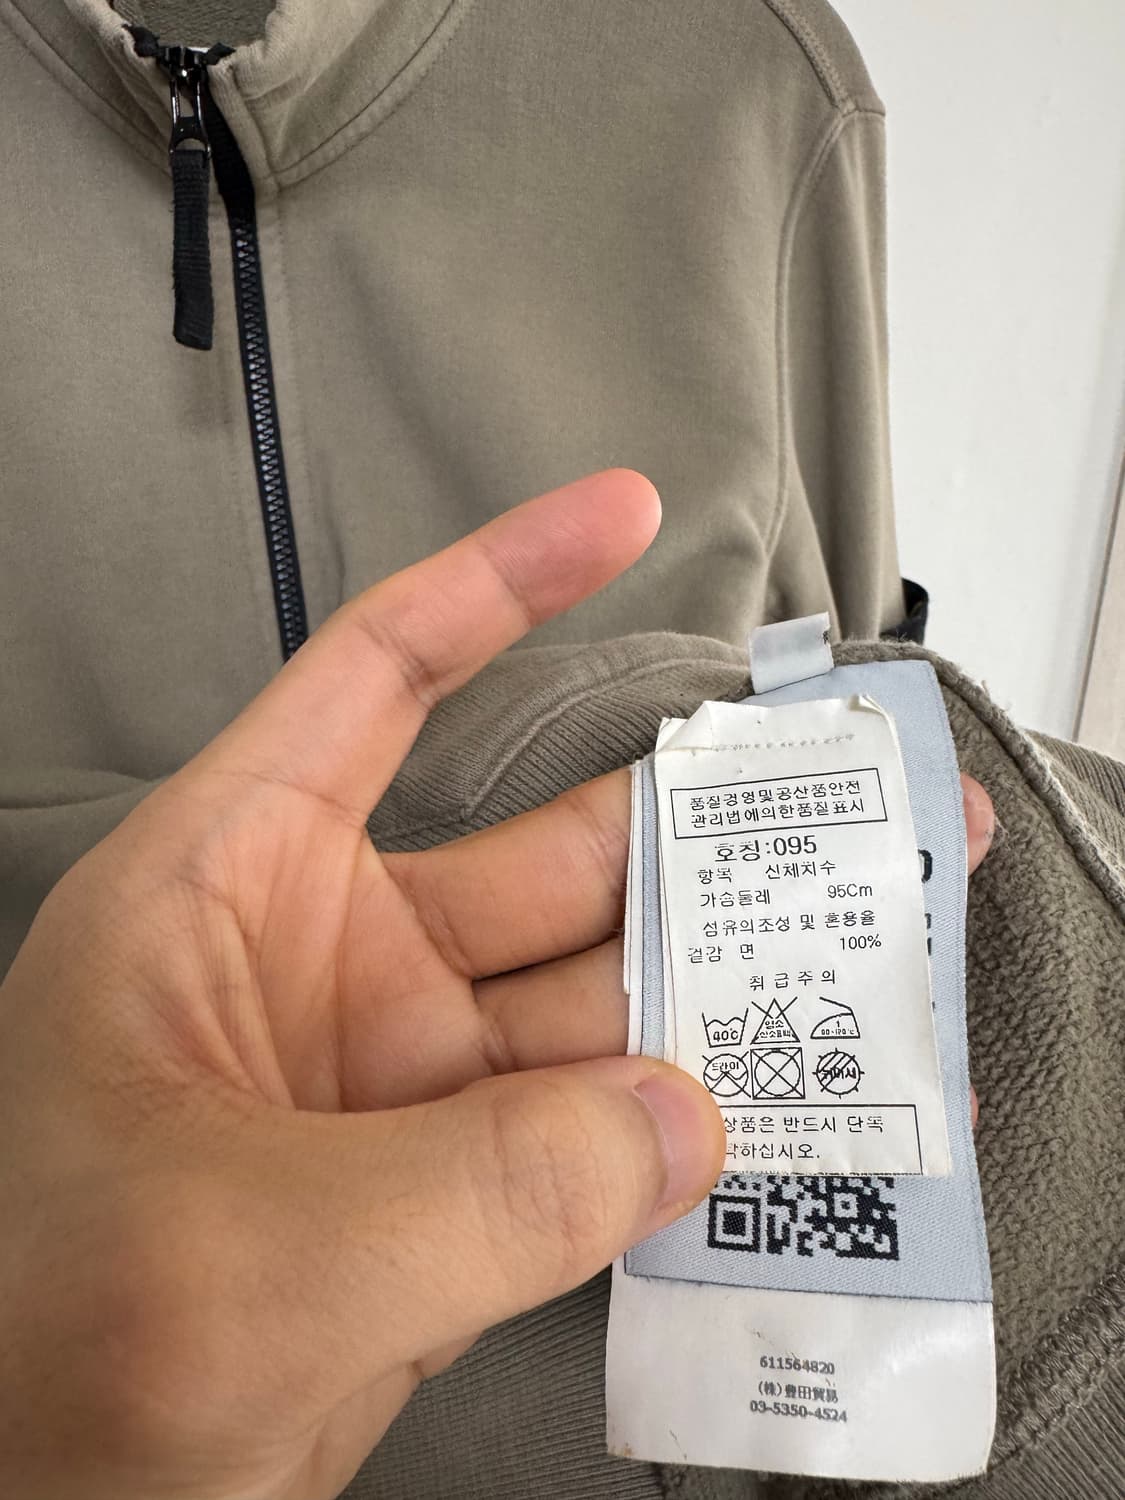 품질경영및공산품안전
관리법에의한품질표시
호칭:095
항목 신체치수
가슴둘레 95Cm
섬유의조성 및 혼용율
겉감 면 100%
취급주의
40℃
염소
드라이
상품은 반드시 단독
하십시오.
611564820
(株)豊田貿易
03-5350-4524